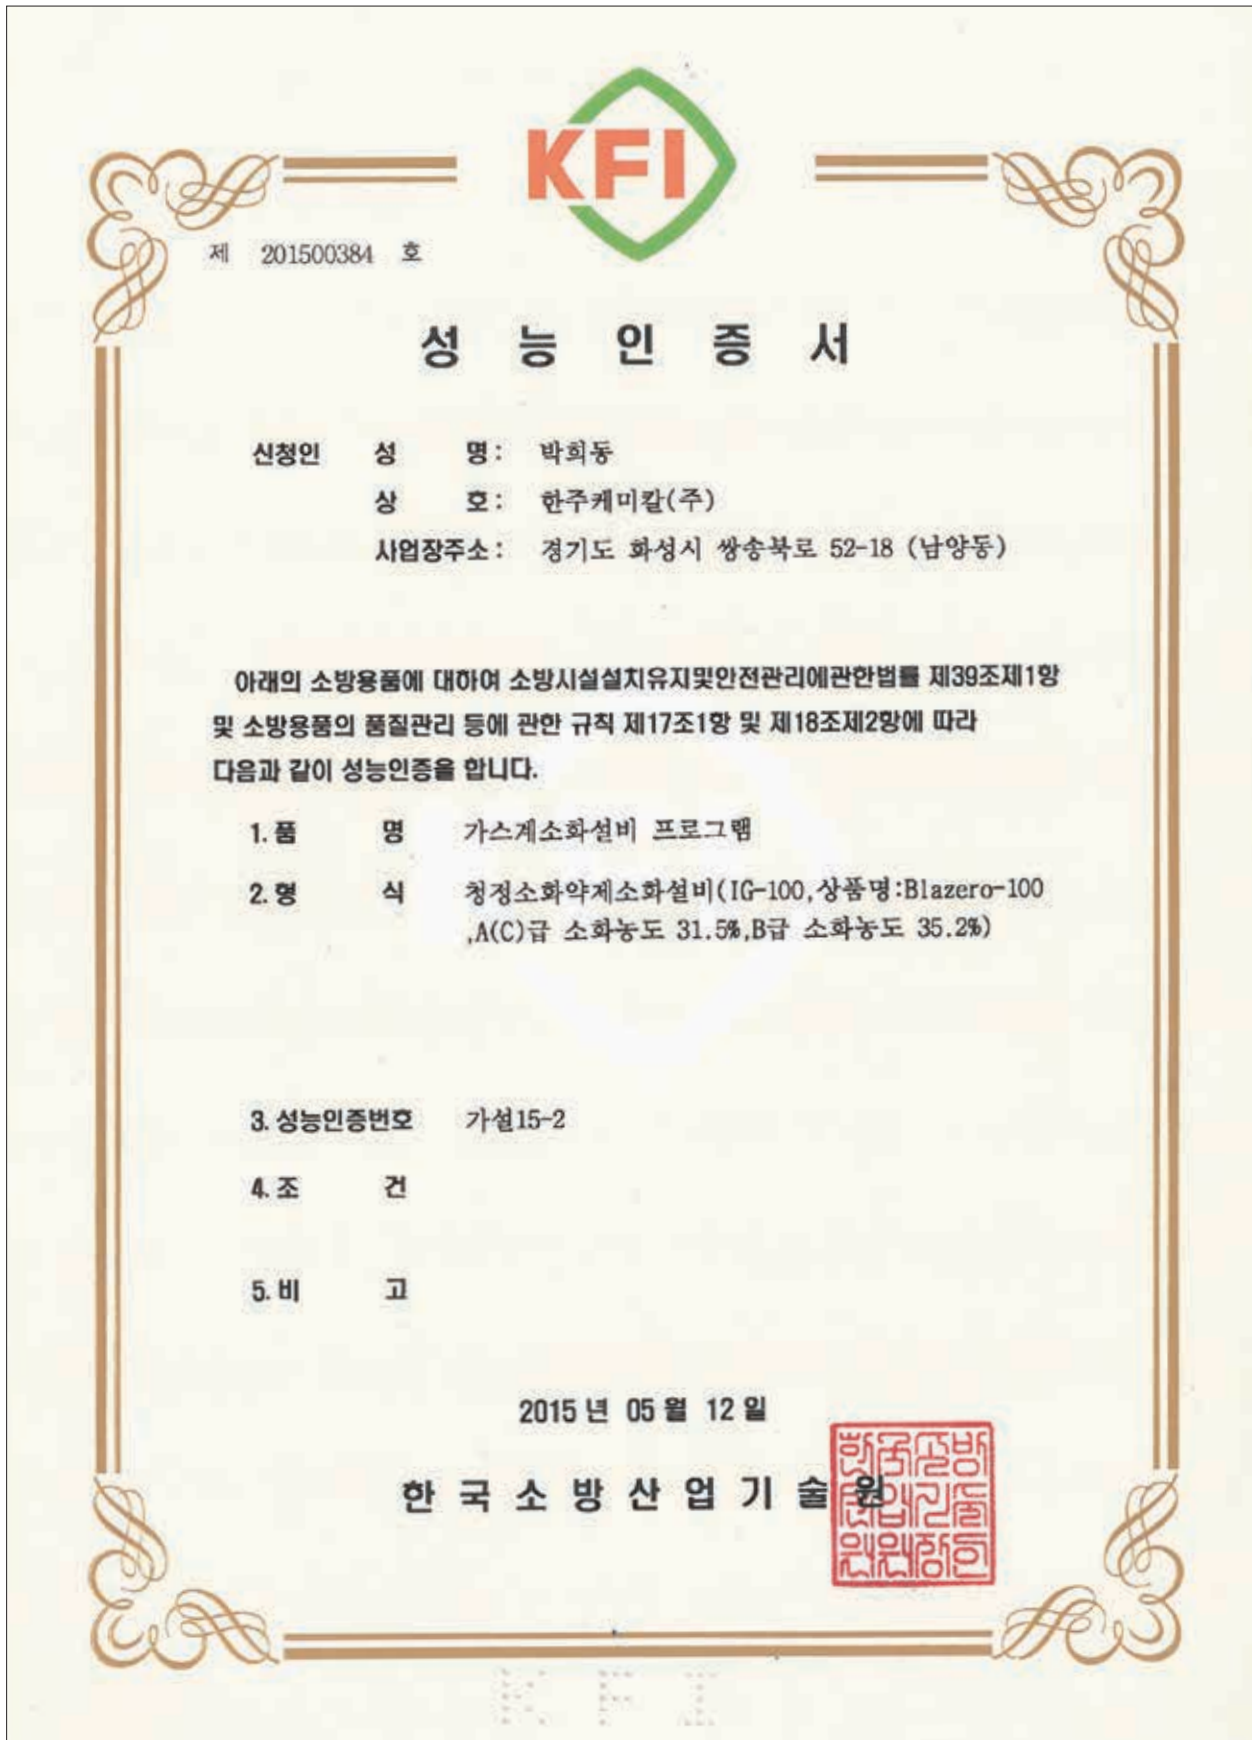 KFI
제 201500384 호
성 능 인 증 서
신청인 성 명 : 박희동
상 호 : 한주케미칼(주)
사업장주소 : 경기도 화성시 쌍송북로 52-18 (남양동)
아래의 소방용품에 대하여 소방시설설치유지및안전관리에관한법률 제39조제1항
및 소방용품의 품질관리 등에 관한 규칙 제17조1항 및 제18조제2항에 따라
다음과 같이 성능인증을 합니다.
1. 품 명 가스계소화설비 프로그램
2. 형 식 청정소화약제소화설비(IG-100,상품명:Blazero-100
,A(C)급 소화농도 31.5%,B급 소화농도 35.2%)
3. 성능인증번호 가설15-2
4. 조 건
5. 비 고
2015 년 05 월 12 일
한 국 소 방 산 업 기 술 원
KFI